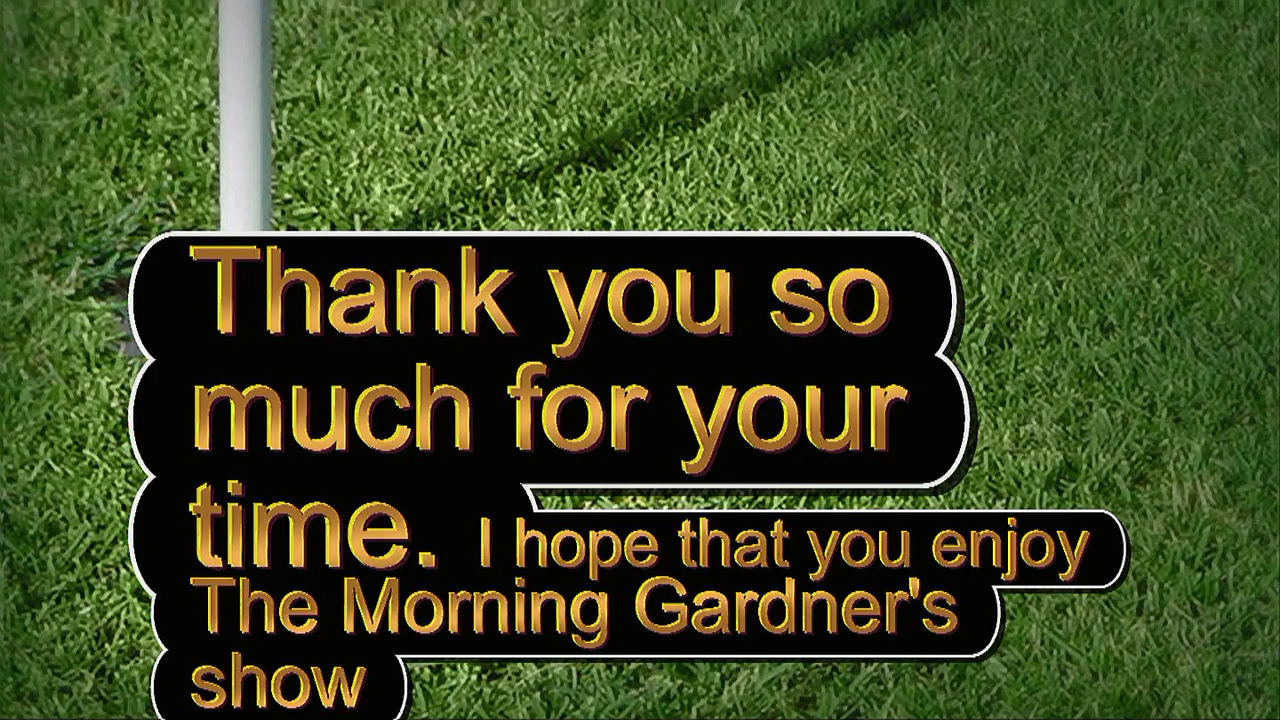 Thank you so
much for your
time. I hope that you enjoy
The Morning Gardner's
show